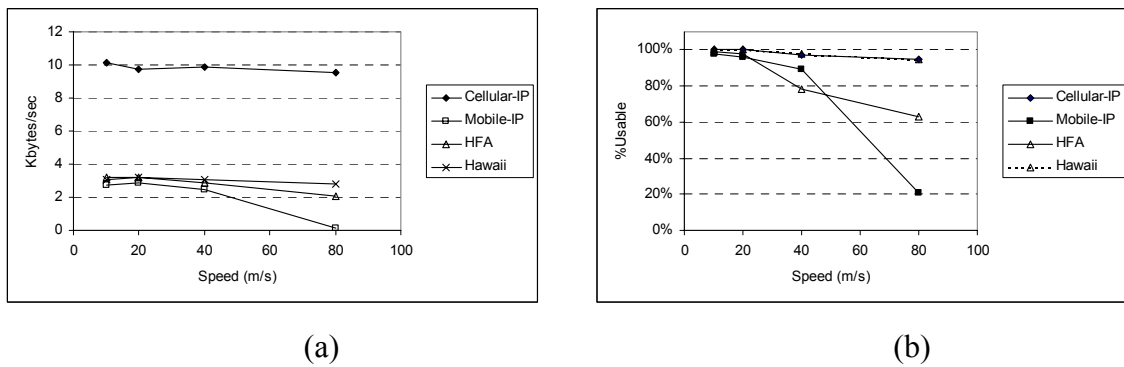 12
10
8
6
4
2
0
Kbytes/sec
0 20 40 60 80 100
Speed (m/s)
Cellular-IP
Mobile-IP
HFA
Hawaii
(a)
100%
80%
60%
40%
20%
0%
%Usable
0 20 40 60 80 100
Speed (m/s)
Cellular-IP
Mobile-IP
HFA
Hawaii
(b)